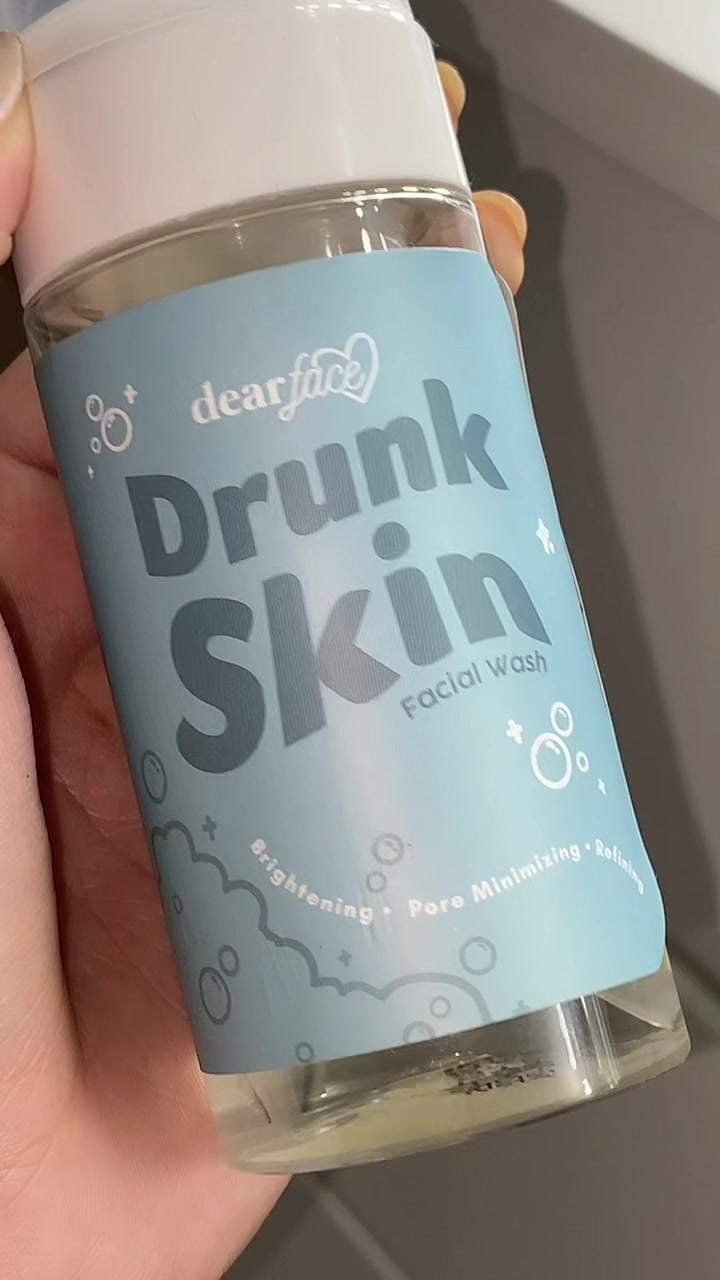 dearface
Drunk
Skin
Facial Wash
Brightening • Pore Minimizing • Refining